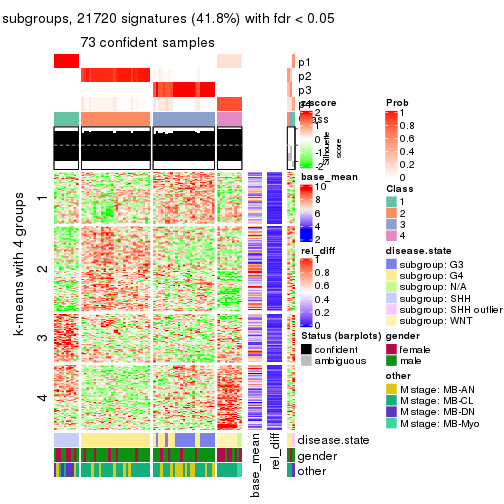 subgroups, 21720 signatures (41.8%) with fdr < 0.05
73 confident samples
p1
p2
p3
p4
Class
Silhouette
score
k-means with 4 groups
1
2
3
4
base_mean
rel_diff
disease.state
gender
other
z-score
2
1
0
-1
-2
base_mean
10
8
6
4
2
rel_diff
1
0.8
0.6
0.4
0.2
0
Status (barplots)
confident
ambiguous
Prob
1
0.8
0.6
0.4
0.2
0
Class
1
2
3
4
disease.state
subgroup: G3
subgroup: G4
subgroup: N/A
subgroup: SHH
subgroup: SHH outlier
subgroup: WNT
gender
female
male
other
M stage: MB-AN
M stage: MB-CL
M stage: MB-DN
M stage: MB-Myo